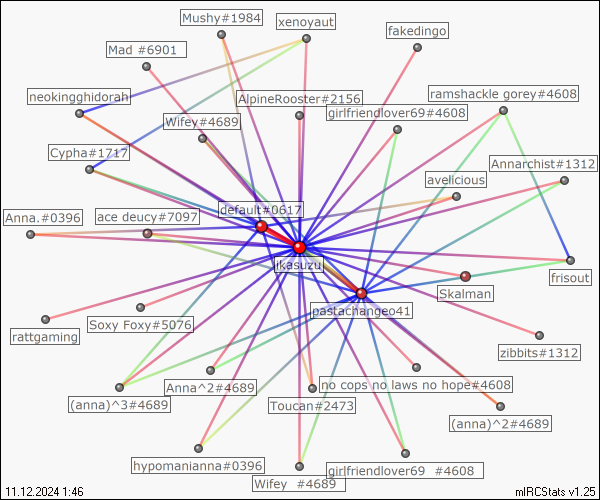 Mushy#1984
xenoyaut
fakedingo
Mad #6901
neokingghidorah
AlpineRooster#2156
ramshackle gorey#4608
Wifey#4689
girlfriendlover69#4608
Cypha#1717
Annarchist#1312
avelicious
default#0617
Anna.#0396
ace deucy#7097
ikasuzu
frisout
Skalman
pastachangeo41
rattgaming
Soxy Foxy#5076
zibbits#1312
Anna^2#4689
no cops no laws no hope#4608
(anna)^3#4689
Toucan#2473
(anna)^2#4689
hypomanianna#0396
Wifey  #4689
girlfriendlover69  #4608
11.12.2024 1:46
mIRCStats v1.25